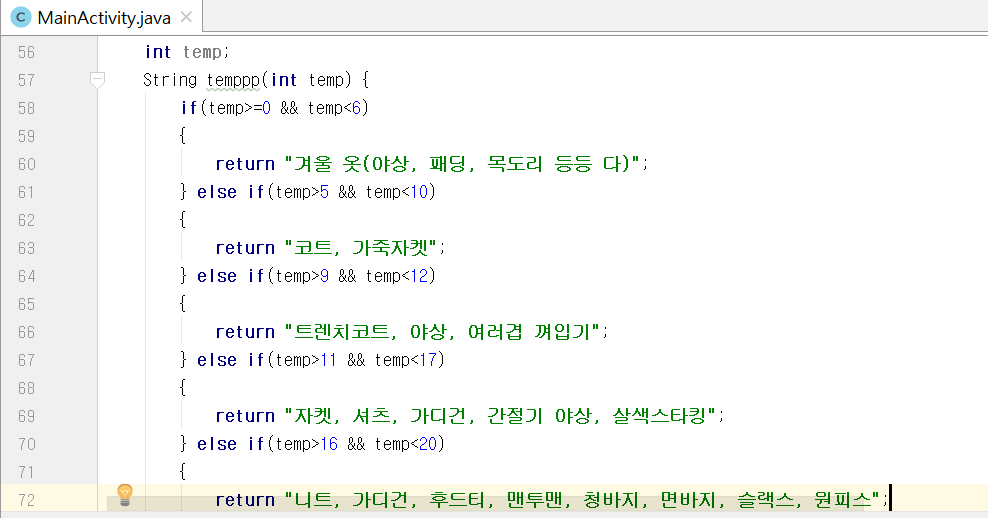 MainActivity.java
56 int temp;
57 String temppp(int temp) {
58 if(temp>=0 && temp<6)
59 {
60 return "겨울 옷(야상, 패딩, 목도리 등등 다)";
61 } else if(temp>5 && temp<10)
62 {
63 return "코트, 가죽자켓";
64 } else if(temp>9 && temp<12)
65 {
66 return "트렌치코트, 야상, 여러겹 껴입기";
67 } else if(temp>11 && temp<17)
68 {
69 return "자켓, 셔츠, 가디건, 간절기 야상, 살색스타킹";
70 } else if(temp>16 && temp<20)
71 {
72 return "니트, 가디건, 후드티, 맨투맨, 청바지, 면바지, 슬랙스, 원피스";